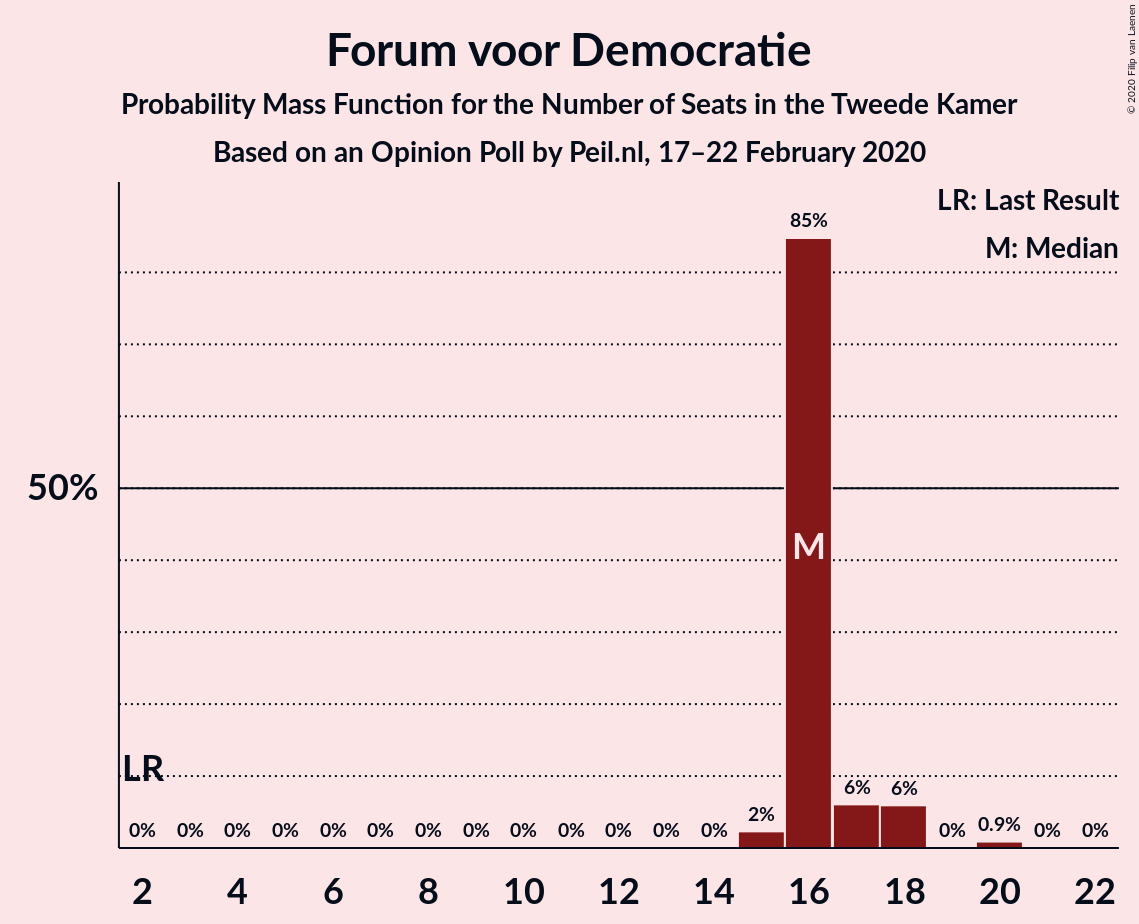 © 2020 Filip van Laenen
Forum voor Democratie
Probability Mass Function for the Number of Seats in the Tweede Kamer
Based on an Opinion Poll by Peil.nl, 17–22 February 2020
LR: Last Result
M: Median
85%
50%
M
LR
0% 0% 0% 0% 0% 0% 0% 0% 0% 0% 0% 0% 0% 2% 6% 6% 0% 0.9% 0% 0%
2 4 6 8 10 12 14 16 18 20 22